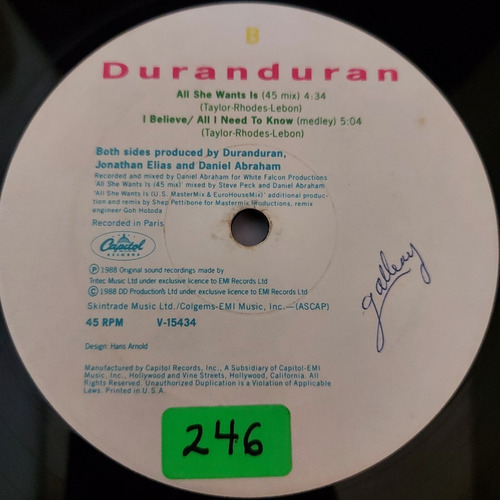 B
Duranduran
All She Wants Is (45 mix) 4:34
(Taylor-Rhodes-Lebon)
I Believe/ All I Need To Know (medley) 5:04
(Taylor-Rhodes-Lebon)
Both sides produced by Duranduran,
Jonathan Elias and Daniel Abraham
Recorded and mixed by Daniel Abraham for White Falcon Productions
'All She Wants Is (45 mix)' mixed by Steve Peck and Daniel Abraham
'All She Wants Is (U.S. MasterMix & EuroHouseMix)' additional produc-
tion and remix by Shep Pettibone for Mastermix Productions, remix
engineer Goh Hotoda
Recorded in Paris
Capitol
RECORDS
Ⓟ 1988 Original sound recordings made by
Tritec Music Ltd under exclusive licence to EMI Records Ltd
© 1988 DD Production's Ltd under exclusive licence to EMI Records Ltd
Skintrade Music Ltd./Colgems-EMI Music, Inc.—(ASCAP)
45 RPM V-15434
gallery
Design: Hans Arnold
Manufactured by Capitol Records, Inc., A Subsidiary of Capitol-EMI
Music, Inc., Hollywood and Vine Streets, Hollywood, California. All
Rights Reserved. Unauthorized Duplication is a Violation of Applicable
Laws. Printed in U.S.A.
246